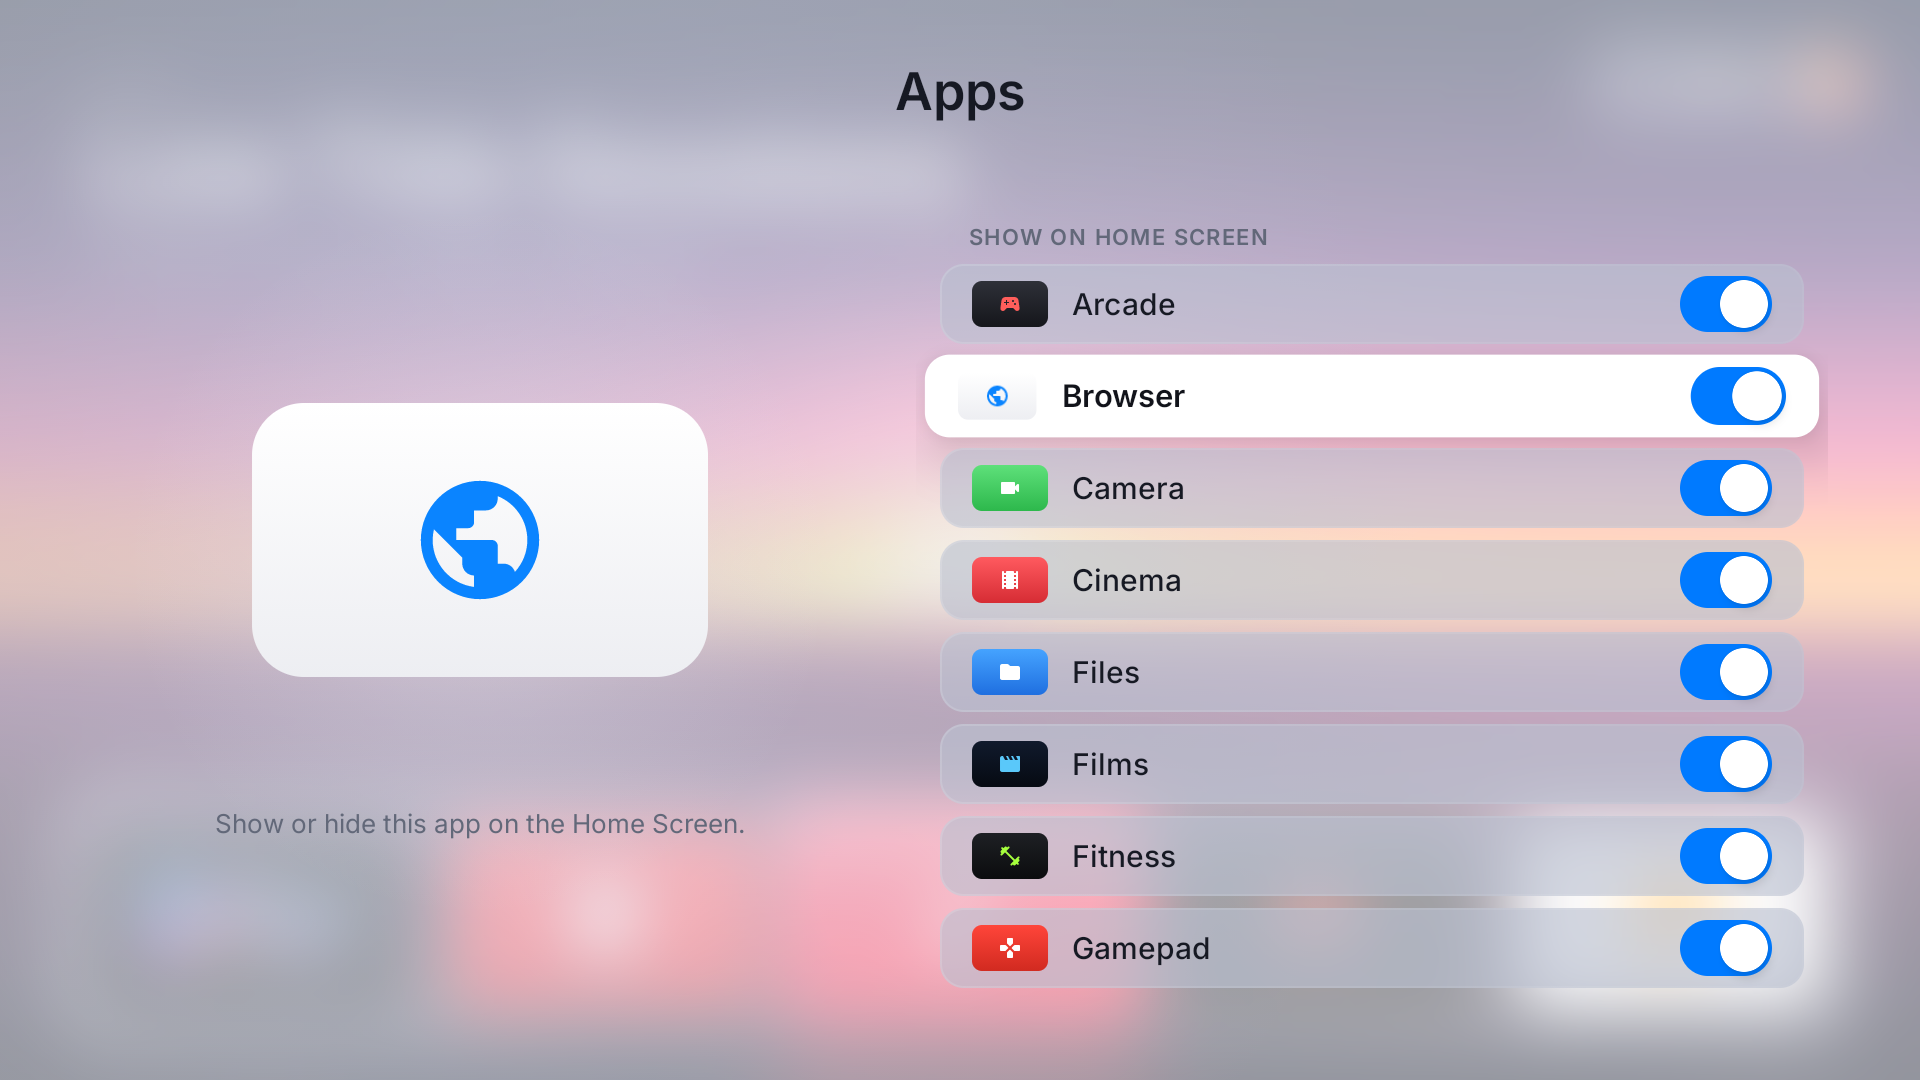 Apps
SHOW ON HOME SCREEN
Arcade
Browser
Camera
Cinema
Files
Films
Fitness
Gamepad
Show or hide this app on the Home Screen.